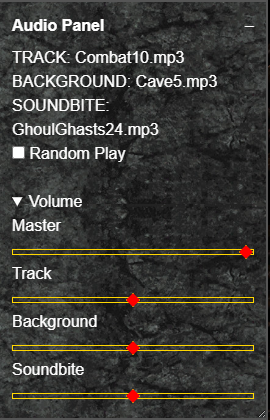 Audio Panel –
TRACK: Combat10.mp3
BACKGROUND: Cave5.mp3
SOUNDBITE:
GhoulGhasts24.mp3
Random Play
▼ Volume
Master
Track
Background
Soundbite